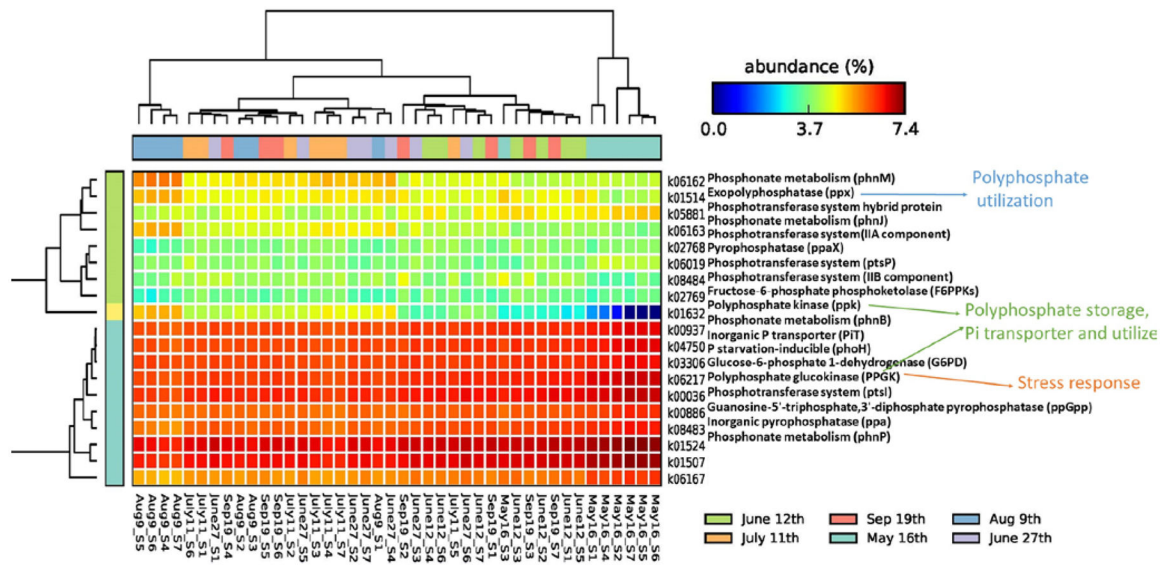 abundance (%)
0.0 3.7 7.4
k06162 Phosphonate metabolism (phnM)
k01514 Exopolyphosphatase (ppx)
Polyphosphate
utilization
k05881 Phosphotransferase system hybrid protein
k06163 Phosphonate metabolism (phnJ)
Phosphotransferase system(IIA component)
k02768 Pyrophosphatase (ppaX)
k06019 Phosphotransferase system (ptsP)
k08484 Phosphotransferase system (IIB component)
k02769 Fructose-6-phosphate phosphoketolase (F6PPKs)
k01632 Polyphosphate kinase (ppk)
Polyphosphate storage,
Pi transporter and utilize
k00937 Phosphonate metabolism (phnB)
Inorganic P transporter (PiT)
k04750 P starvation-inducible (phoH)
k03306 Glucose-6-phosphate 1-dehydrogenase (G6PD)
k06217 Polyphosphate glucokinase (PPGK)
Stress response
k00036 Phosphotransferase system (ptsI)
k00886 Guanosine-5'-triphosphate,3'-diphosphate pyrophosphatase (ppGpp)
k08483 Inorganic pyrophosphatase (ppa)
k01524 Phosphonate metabolism (phnP)
k01507
k06167
Aug9_S5
Aug9_S6
Aug9_S4
Aug9_S7
July11_S1
June27_S1
Sep19_S4
Aug9_S2
Aug9_S3
Sep19_S5
Sep19_S6
July11_S2
June27_S5
July11_S3
July11_S4
July11_S7
June27_S2
June27_S7
Aug9_S1
June27_S4
Sep19_S2
June27_S3
June12_S4
June12_S6
July11_S5
June27_S6
June12_S7
Sep19_S1
May16_S3
June12_S3
June12_S2
Sep19_S7
June12_S1
June12_S5
May16_S1
May16_S4
May16_S2
May16_S7
May16_S5
May16_S6
June 12th Sep 19th Aug 9th
July 11th May 16th June 27th